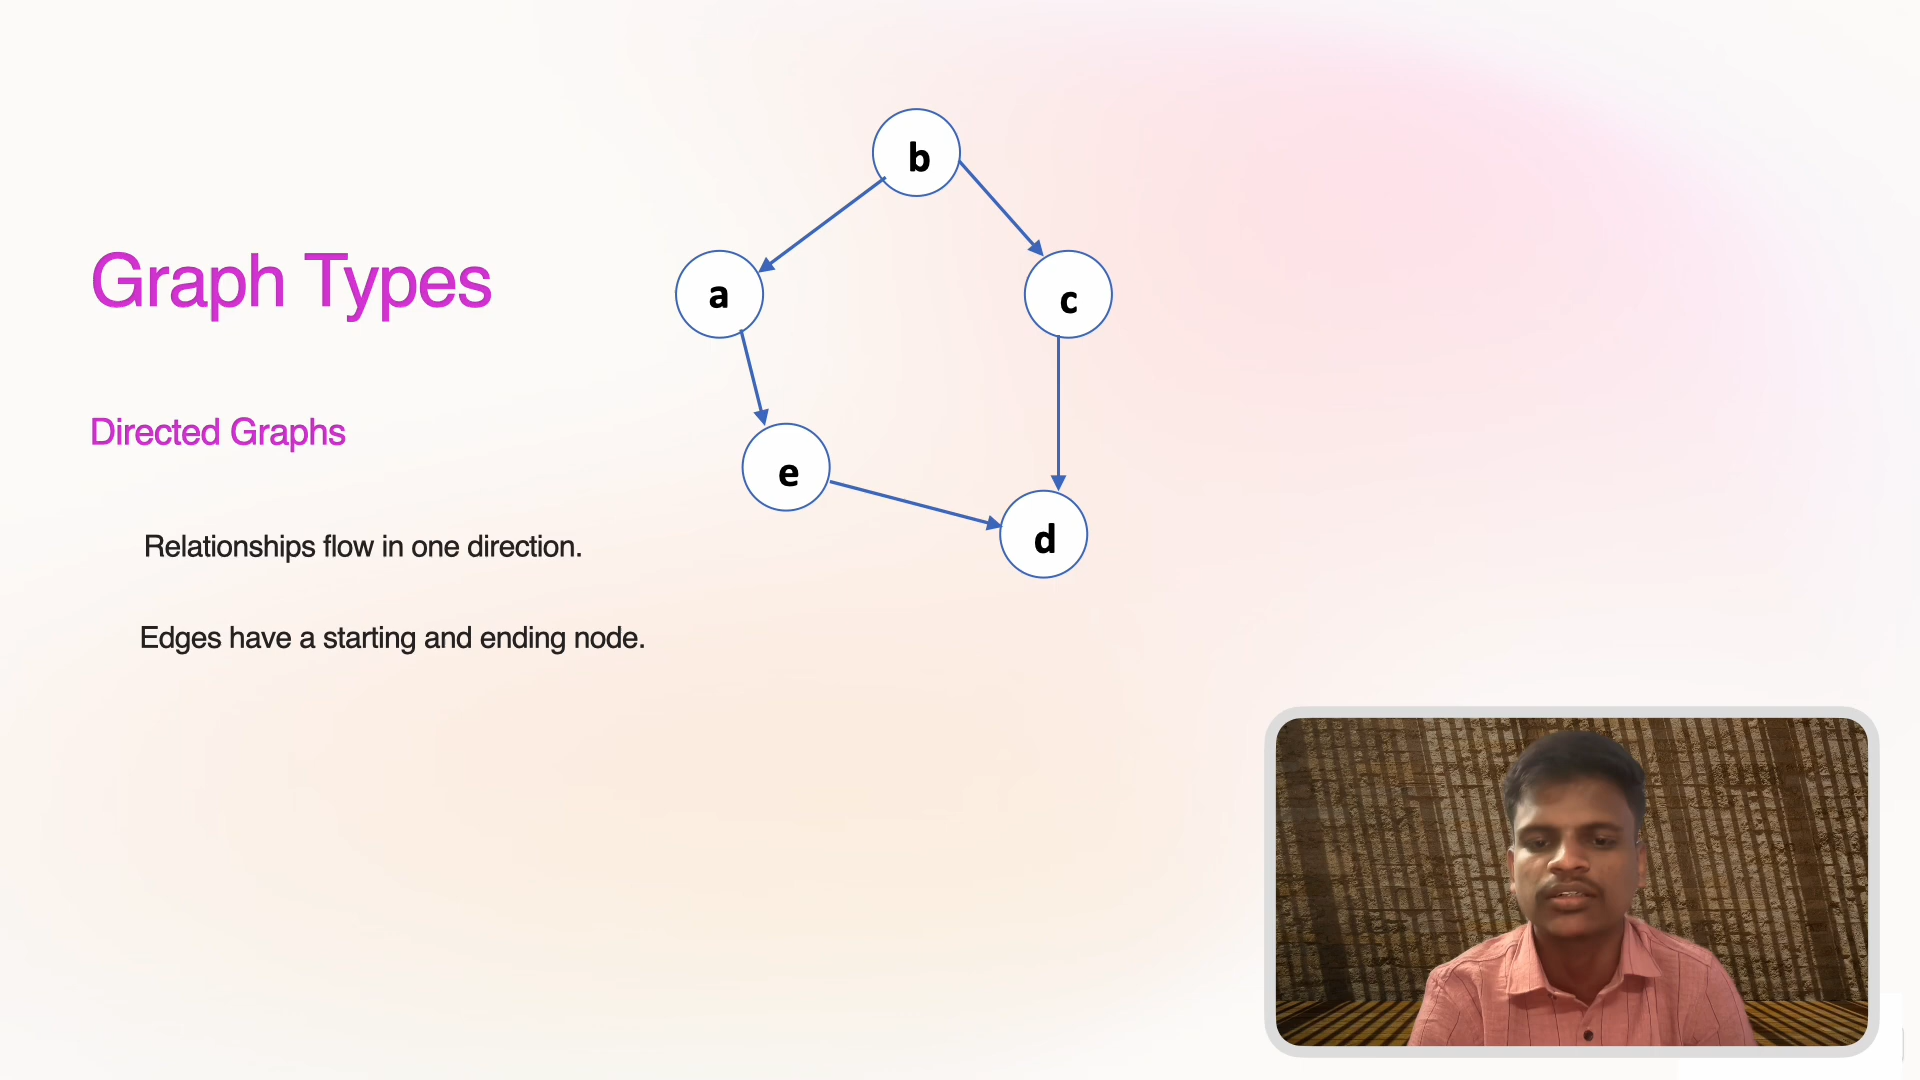 Graph Types
Directed Graphs
Relationships flow in one direction.
Edges have a starting and ending node.
b
a
c
e
d